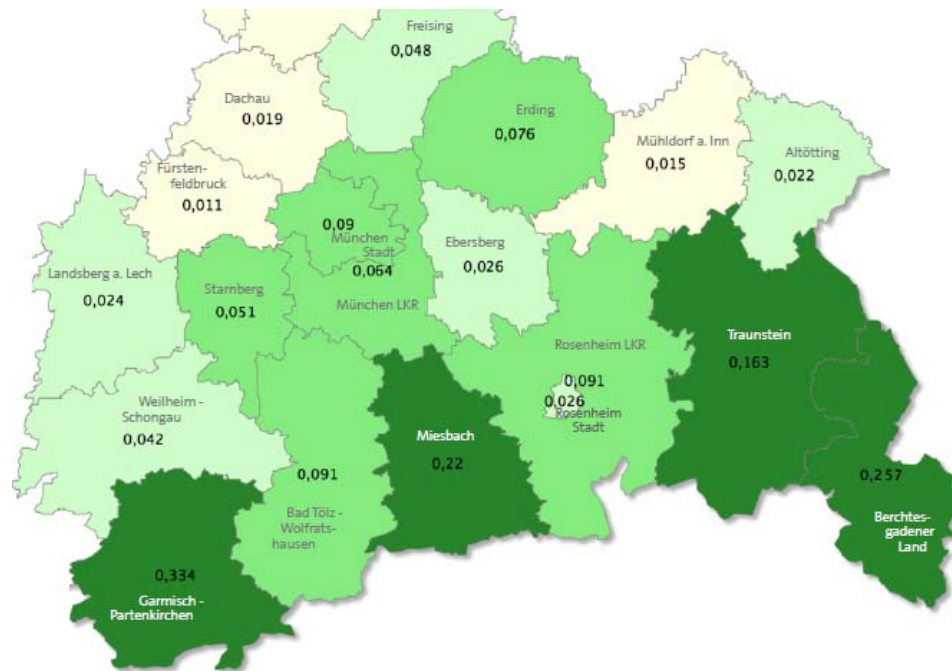 Freising
0,048
Dachau
0,019
Erding
0,076
Mühldorf a. Inn
0,015
Altötting
0,022
Fürsten-
feldbruck
0,011
0,09
München
Stadt
0,064
München LKR
Ebersberg
0,026
Landsberg a. Lech
0,024
Starnberg
0,051
Rosenheim LKR
0,091
0,026
Rosenheim
Stadt
Traunstein
0,163
Weilheim -
Schongau
0,042
Miesbach
0,22
0,091
Bad Tölz -
Wolfrats-
hausen
0,257
Berchtes-
gadener
Land
0,334
Garmisch -
Partenkirchen